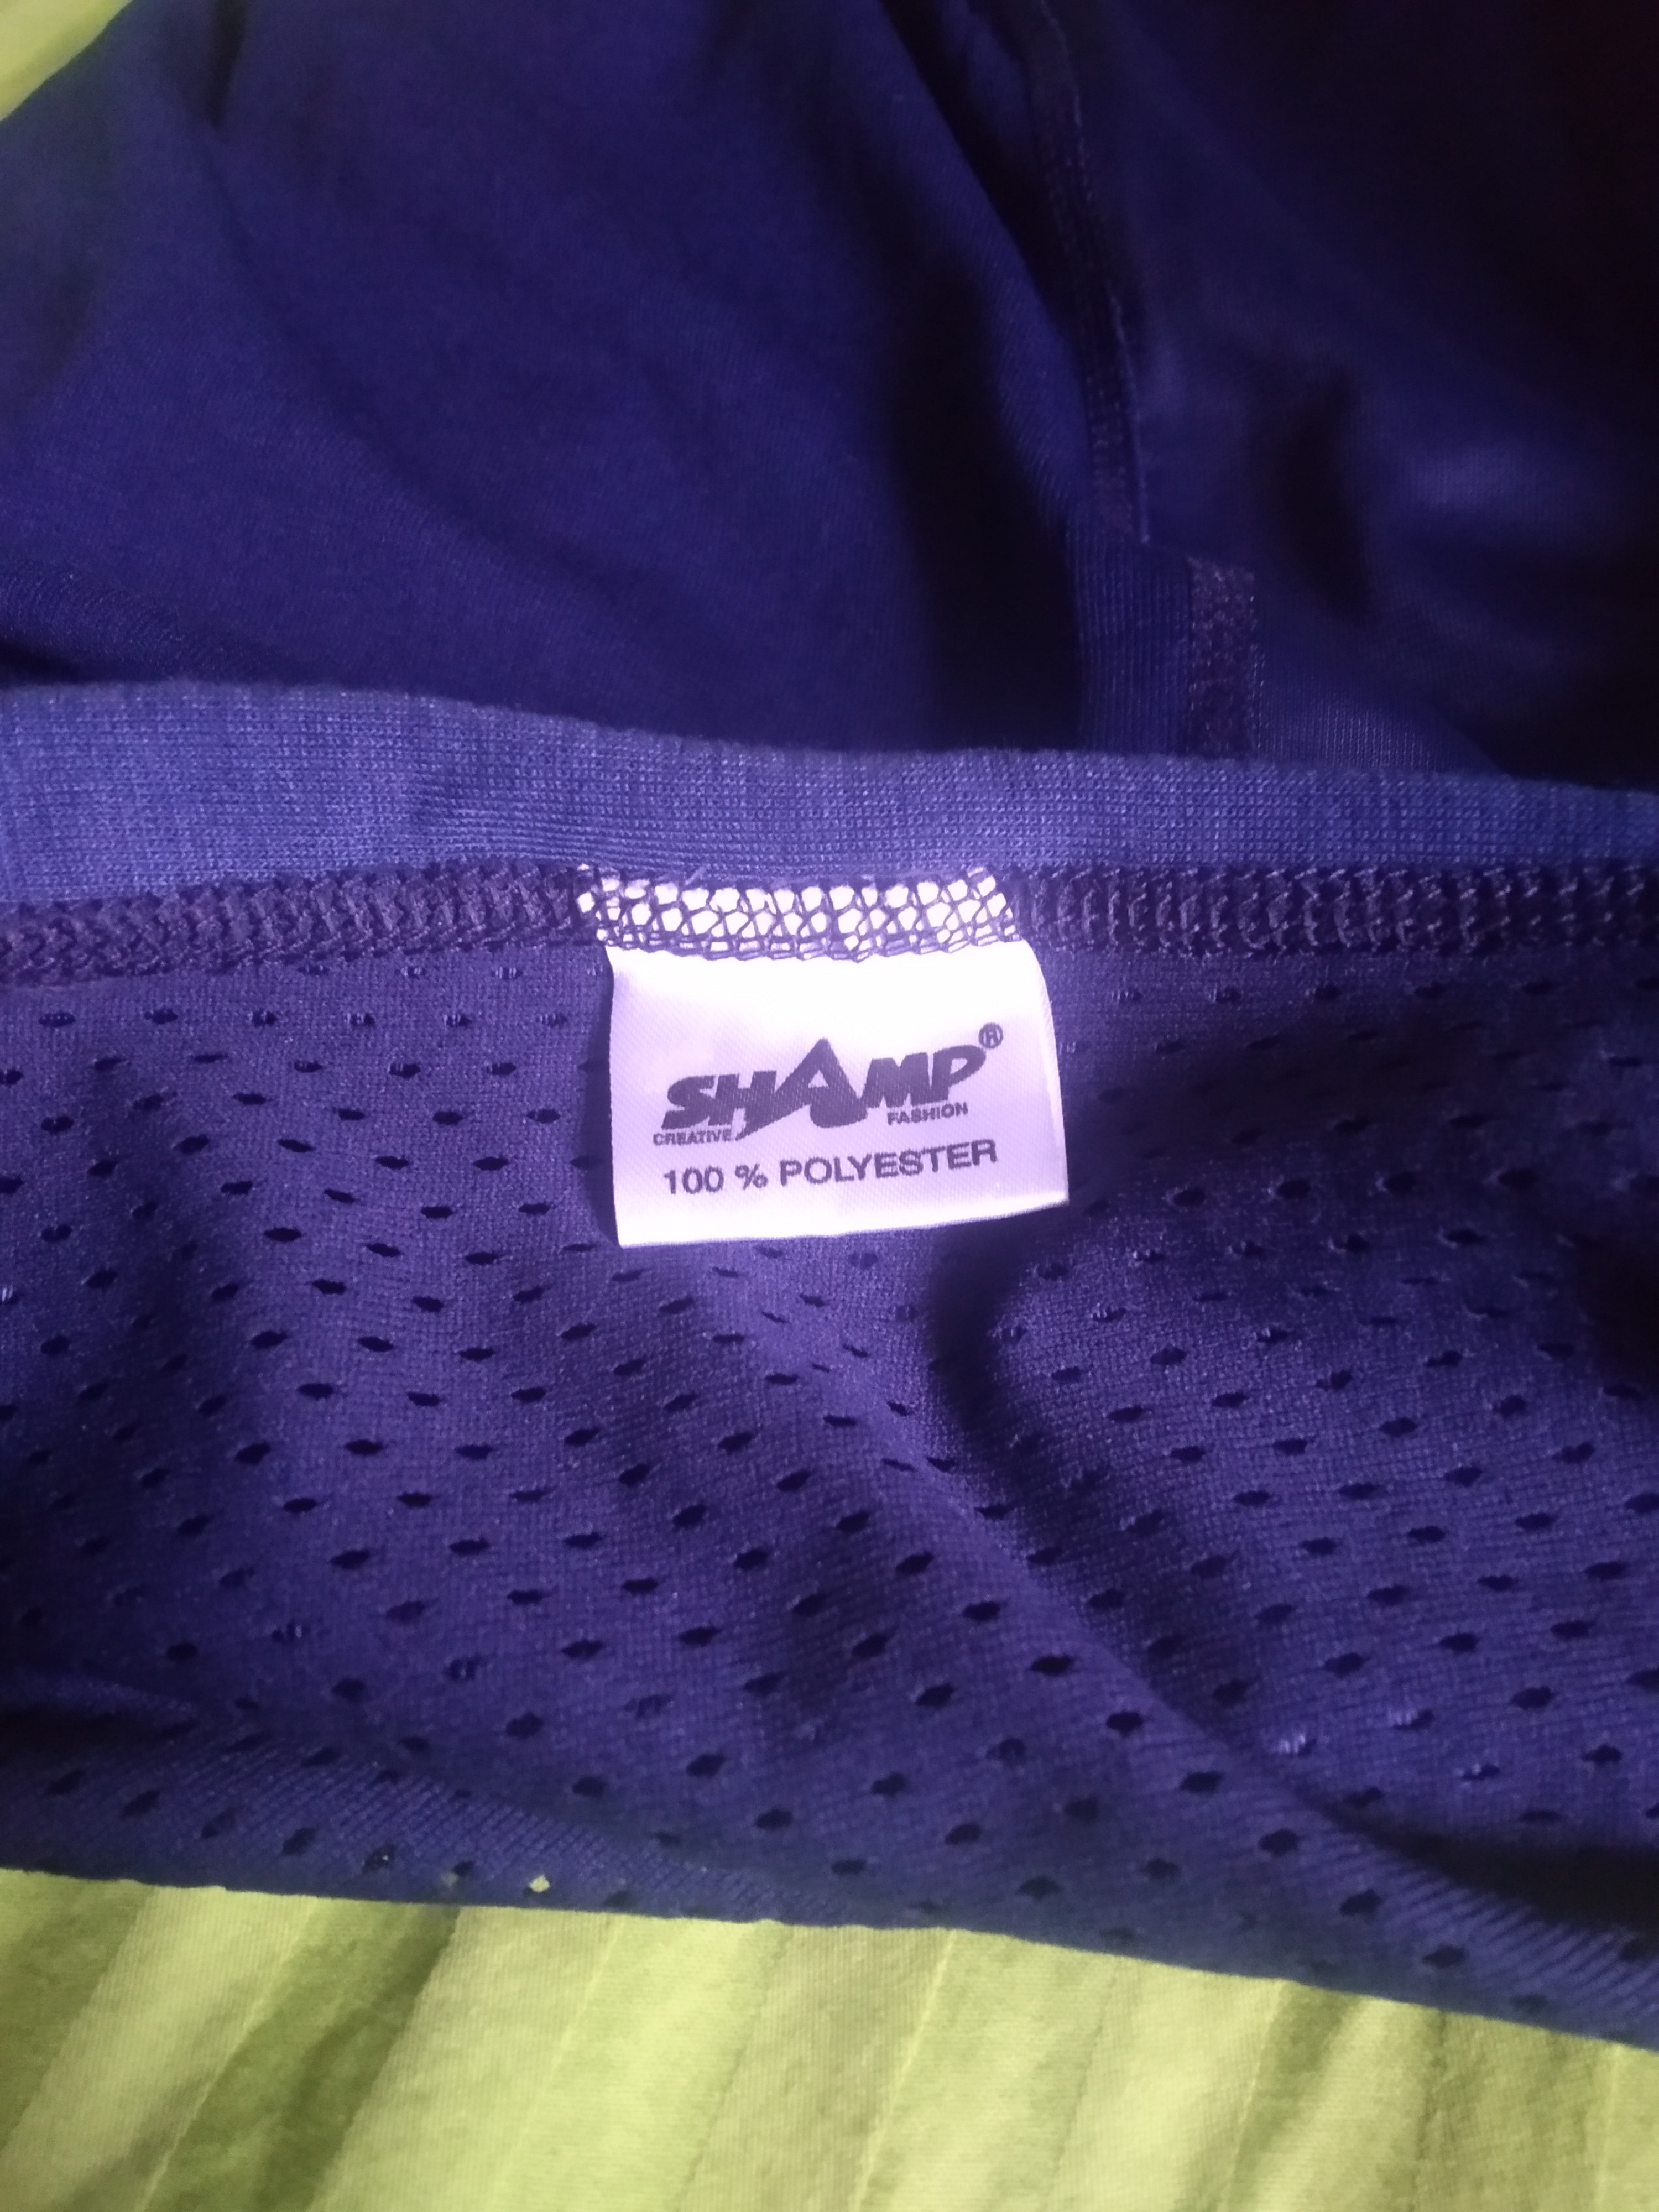 SHAMP®
CREATIVE FASHION
100 % POLYESTER